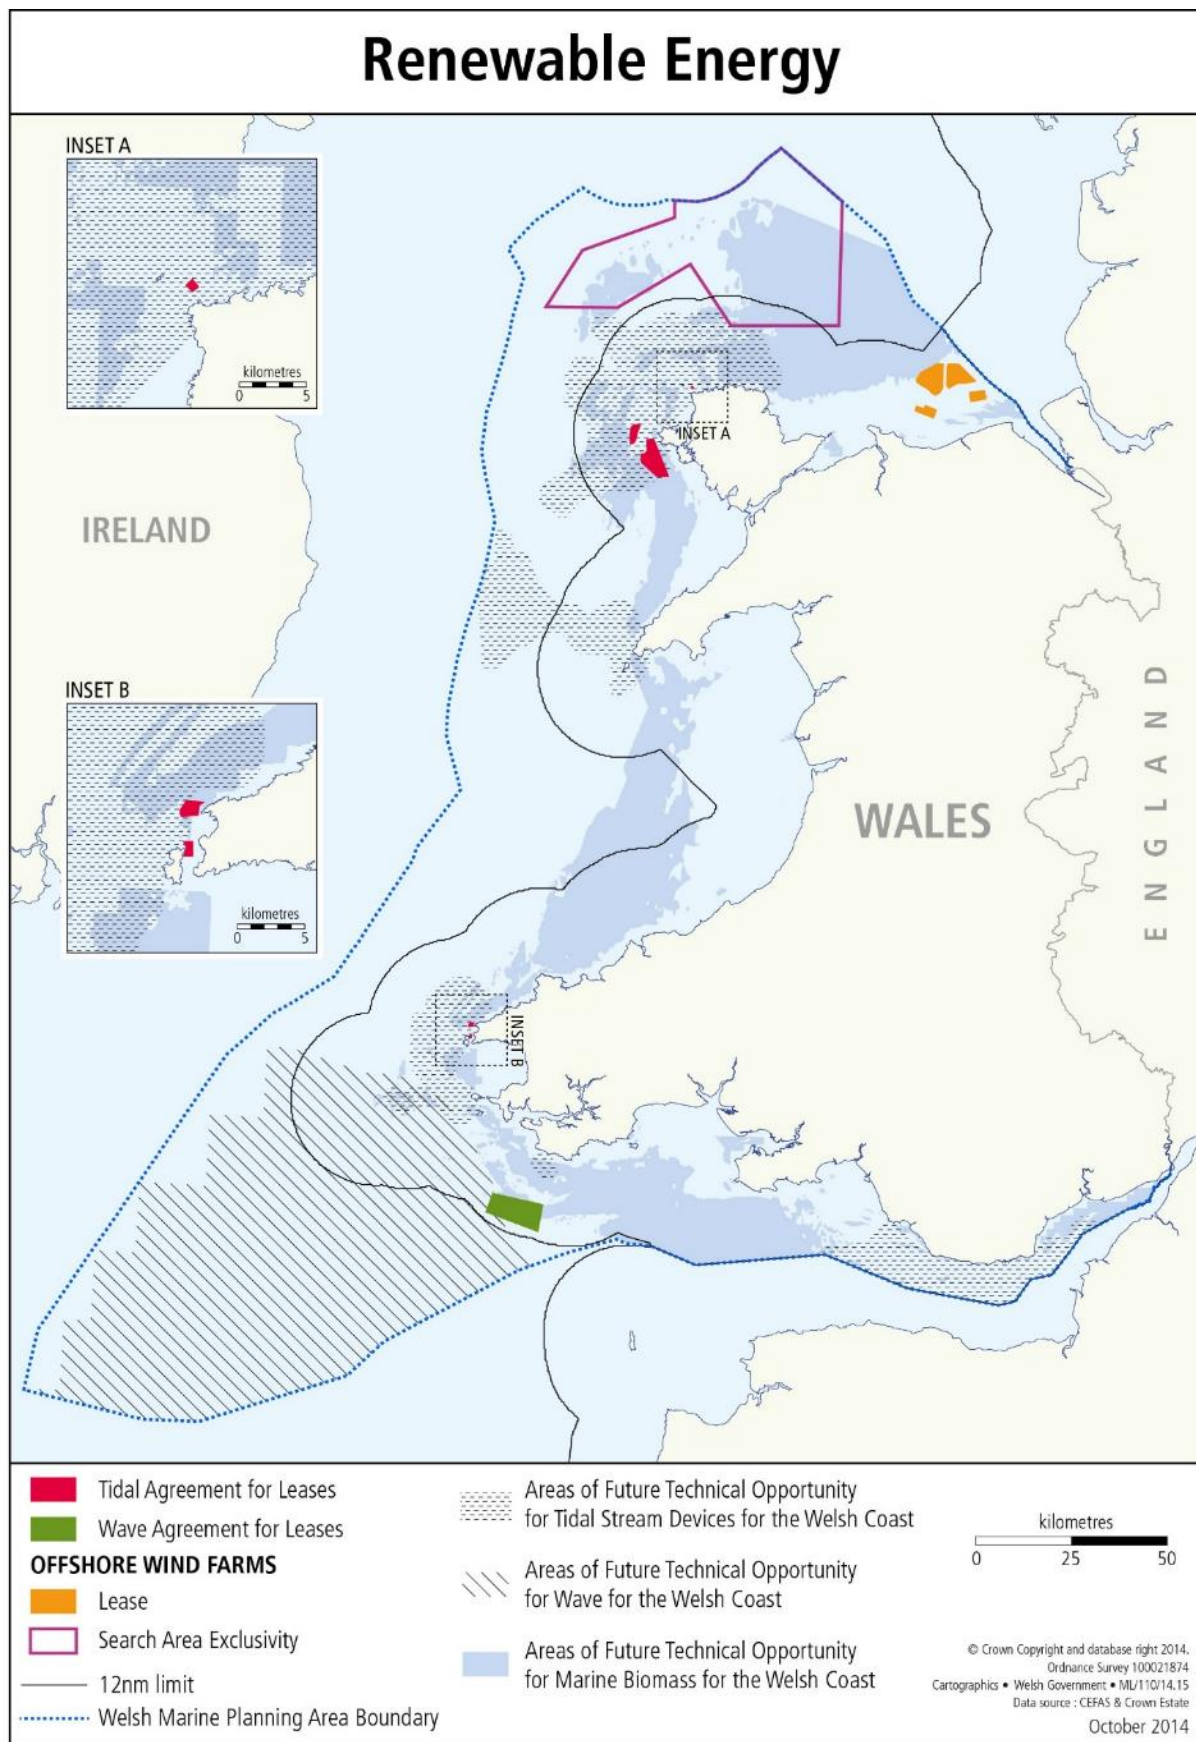 Renewable Energy
INSET A
kilometres
0 5
INSET A
IRELAND
ENGLAND
INSET B
kilometres
0 5
WALES
INSET B
Tidal Agreement for Leases
Wave Agreement for Leases
OFFSHORE WIND FARMS
Lease
Search Area Exclusivity
12nm limit
Welsh Marine Planning Area Boundary
Areas of Future Technical Opportunity
for Tidal Stream Devices for the Welsh Coast
Areas of Future Technical Opportunity
for Wave for the Welsh Coast
Areas of Future Technical Opportunity
for Marine Biomass for the Welsh Coast
kilometres
0 25 50
© Crown Copyright and database right 2014.
Ordnance Survey 100021874
Cartographics • Welsh Government • ML/110/14.15
Data source : CEFAS & Crown Estate
October 2014